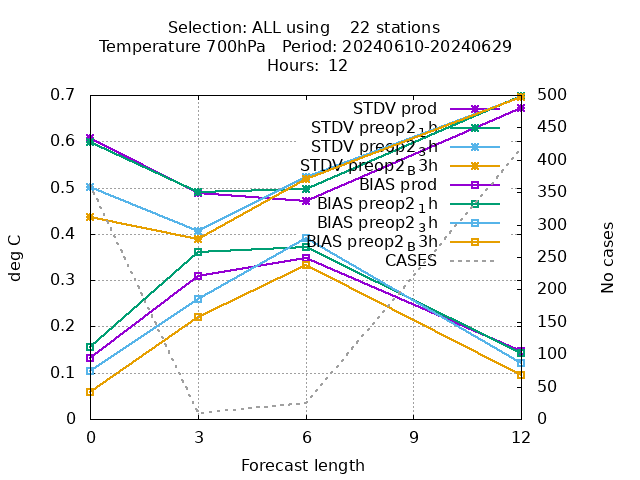 Selection: ALL using    22 stations
Temperature 700hPa   Period: 20240610-20240629
Hours: 12
0.7
0.6
0.5
0.4
0.3
0.2
0.1
0
deg C
500
450
400
350
300
250
200
150
100
50
0
No cases
STDV prod
STDV preop2_1h
STDV preop2_3h
STDV preop2_B3h
BIAS prod
BIAS preop2_1h
BIAS preop2_3h
BIAS preop2_B3h
CASES
0 3 6 9 12
Forecast length